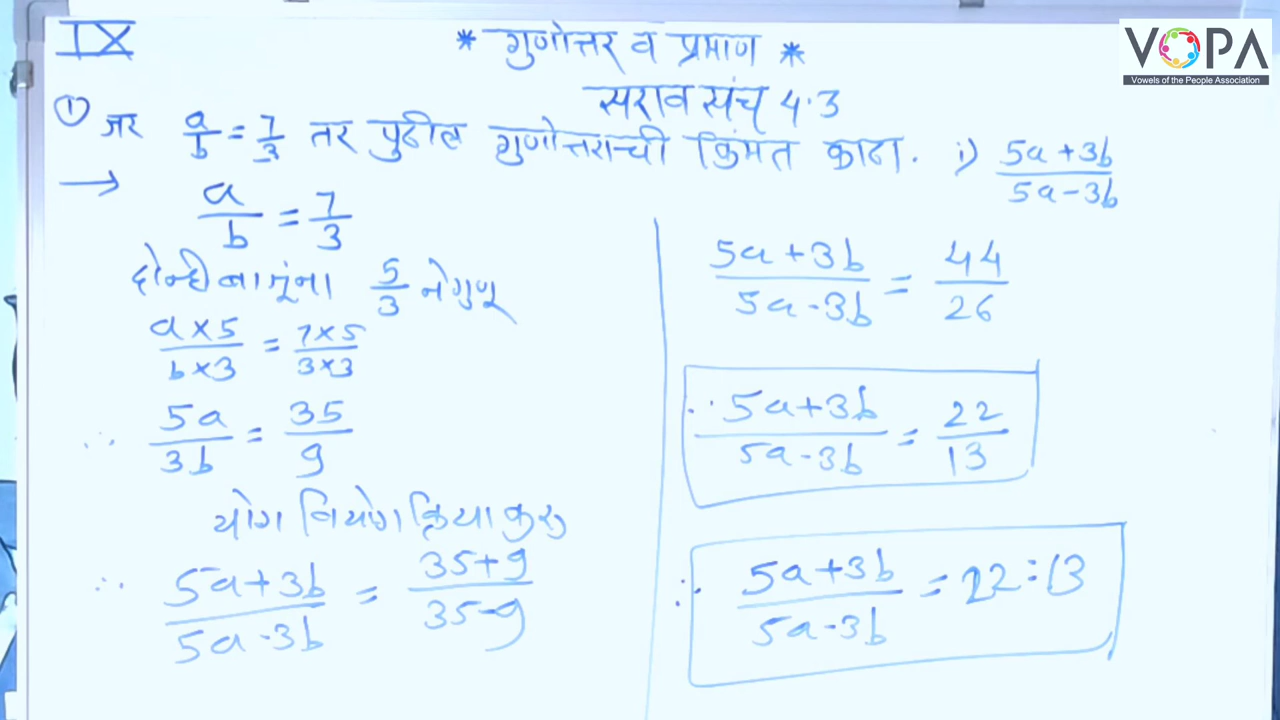 IX
* गुणोत्तर व प्रमाण *
VOPA
Vowels of the People Association
सराव संच 4.3
① जर a/b = 7/3 तर पुढील गुणोत्तराची किंमत काढा. i) 5a+3b/5a-3b
→ a/b = 7/3
दोन्ही बाजूंना 5/3 ने गुणू
a×5/b×3 = 7×5/3×3
∴ 5a/3b = 35/9
योग वियोग क्रिया करू
∴ 5a+3b/5a-3b = 35+9/35-9
5a+3b/5a-3b = 44/26
∴ 5a+3b/5a-3b = 22/13
∴ 5a+3b/5a-3b = 22:13